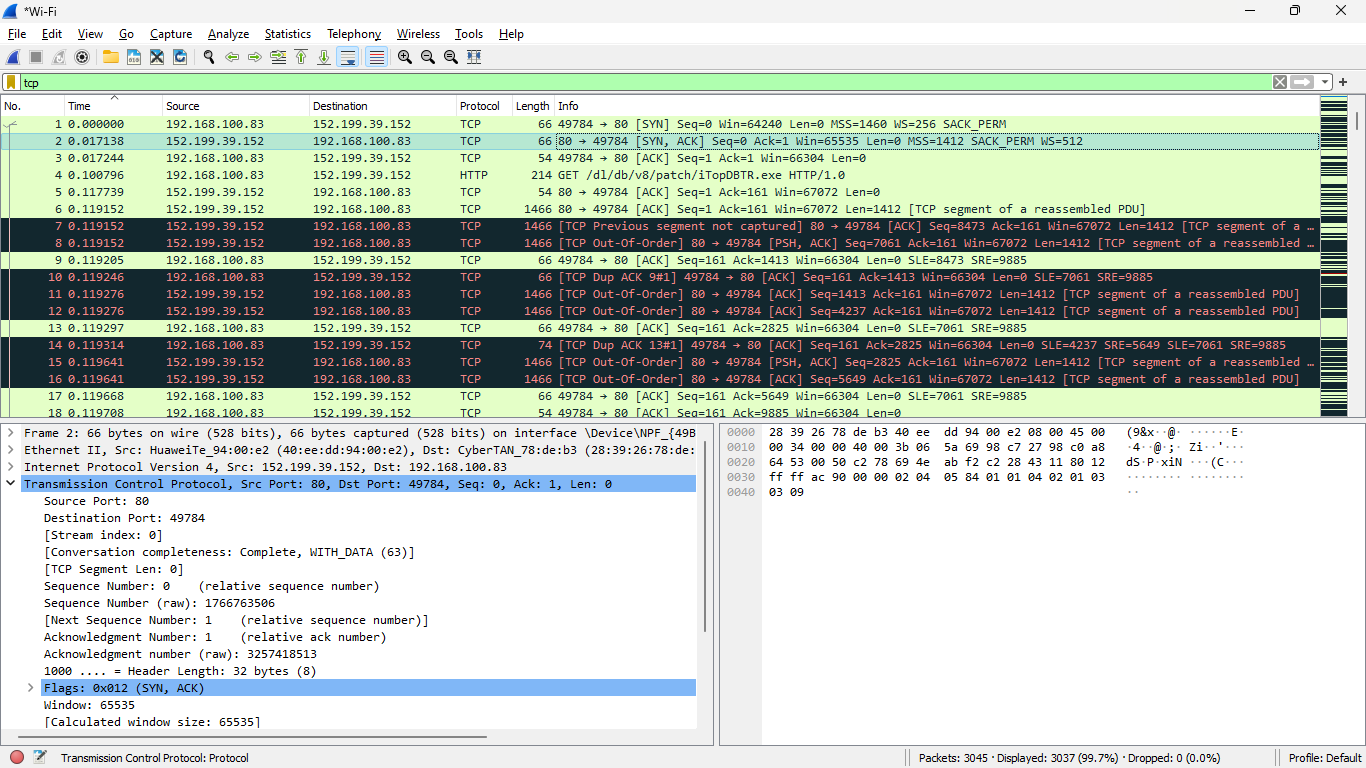 *Wi-Fi
File Edit View Go Capture Analyze Statistics Telephony Wireless Tools Help
tcp
No. Time Source Destination Protocol Length Info
1 0.000000 192.168.100.83 152.199.39.152 TCP 66 49784 → 80 [SYN] Seq=0 Win=64240 Len=0 MSS=1460 WS=256 SACK_PERM
2 0.017138 152.199.39.152 192.168.100.83 TCP 66 80 → 49784 [SYN, ACK] Seq=0 Ack=1 Win=65535 Len=0 MSS=1412 SACK_PERM WS=512
3 0.017244 192.168.100.83 152.199.39.152 TCP 54 49784 → 80 [ACK] Seq=1 Ack=1 Win=66304 Len=0
4 0.100796 192.168.100.83 152.199.39.152 HTTP 214 GET /dl/db/v8/patch/iTopDBTR.exe HTTP/1.0
5 0.117739 152.199.39.152 192.168.100.83 TCP 54 80 → 49784 [ACK] Seq=1 Ack=161 Win=67072 Len=0
6 0.119152 152.199.39.152 192.168.100.83 TCP 1466 80 → 49784 [ACK] Seq=1 Ack=161 Win=67072 Len=1412 [TCP segment of a reassembled PDU]
7 0.119152 152.199.39.152 192.168.100.83 TCP 1466 [TCP Previous segment not captured] 80 → 49784 [ACK] Seq=8473 Ack=161 Win=67072 Len=1412 [TCP segment of a …
8 0.119152 152.199.39.152 192.168.100.83 TCP 1466 [TCP Out-Of-Order] 80 → 49784 [PSH, ACK] Seq=7061 Ack=161 Win=67072 Len=1412 [TCP segment of a reassembled …
9 0.119205 192.168.100.83 152.199.39.152 TCP 66 49784 → 80 [ACK] Seq=161 Ack=1413 Win=66304 Len=0 SLE=8473 SRE=9885
10 0.119246 192.168.100.83 152.199.39.152 TCP 66 [TCP Dup ACK 9#1] 49784 → 80 [ACK] Seq=161 Ack=1413 Win=66304 Len=0 SLE=7061 SRE=9885
11 0.119276 152.199.39.152 192.168.100.83 TCP 1466 [TCP Out-Of-Order] 80 → 49784 [ACK] Seq=1413 Ack=161 Win=67072 Len=1412 [TCP segment of a reassembled PDU]
12 0.119276 152.199.39.152 192.168.100.83 TCP 1466 [TCP Out-Of-Order] 80 → 49784 [ACK] Seq=4237 Ack=161 Win=67072 Len=1412 [TCP segment of a reassembled PDU]
13 0.119297 192.168.100.83 152.199.39.152 TCP 66 49784 → 80 [ACK] Seq=161 Ack=2825 Win=66304 Len=0 SLE=7061 SRE=9885
14 0.119314 192.168.100.83 152.199.39.152 TCP 74 [TCP Dup ACK 13#1] 49784 → 80 [ACK] Seq=161 Ack=2825 Win=66304 Len=0 SLE=4237 SRE=5649 SLE=7061 SRE=9885
15 0.119641 152.199.39.152 192.168.100.83 TCP 1466 [TCP Out-Of-Order] 80 → 49784 [PSH, ACK] Seq=2825 Ack=161 Win=67072 Len=1412 [TCP segment of a reassembled …
16 0.119641 152.199.39.152 192.168.100.83 TCP 1466 [TCP Out-Of-Order] 80 → 49784 [ACK] Seq=5649 Ack=161 Win=67072 Len=1412 [TCP segment of a reassembled PDU]
17 0.119668 192.168.100.83 152.199.39.152 TCP 66 49784 → 80 [ACK] Seq=161 Ack=5649 Win=66304 Len=0 SLE=7061 SRE=9885
18 0.119708 192.168.100.83 152.199.39.152 TCP 54 49784 → 80 [ACK] Seq=161 Ack=9885 Win=66304 Len=0
Frame 2: 66 bytes on wire (528 bits), 66 bytes captured (528 bits) on interface \Device\NPF_{49B
Ethernet II, Src: HuaweiTe_94:00:e2 (40:ee:dd:94:00:e2), Dst: CyberTAN_78:de:b3 (28:39:26:78:de:
Internet Protocol Version 4, Src: 152.199.39.152, Dst: 192.168.100.83
Transmission Control Protocol, Src Port: 80, Dst Port: 49784, Seq: 0, Ack: 1, Len: 0
Source Port: 80
Destination Port: 49784
[Stream index: 0]
[Conversation completeness: Complete, WITH_DATA (63)]
[TCP Segment Len: 0]
Sequence Number: 0 (relative sequence number)
Sequence Number (raw): 1766763506
[Next Sequence Number: 1 (relative sequence number)]
Acknowledgment Number: 1 (relative ack number)
Acknowledgment number (raw): 3257418513
1000 .... = Header Length: 32 bytes (8)
Flags: 0x012 (SYN, ACK)
Window: 65535
[Calculated window size: 65535]
0000 28 39 26 78 de b3 40 ee dd 94 00 e2 08 00 45 00 (9&x··@· ······E·
0010 00 34 00 00 40 00 3b 06 5a 69 98 c7 27 98 c0 a8 ·4··@·;· Zi··'···
0020 64 53 00 50 c2 78 69 4e ab f2 c2 28 43 11 80 12 dS·P·xiN ···(C···
0030 ff ff ac 90 00 00 02 04 05 84 01 01 04 02 01 03 ········ ········
0040 03 09 ··
Transmission Control Protocol: Protocol
Packets: 3045 · Displayed: 3037 (99.7%) · Dropped: 0 (0.0%)
Profile: Default